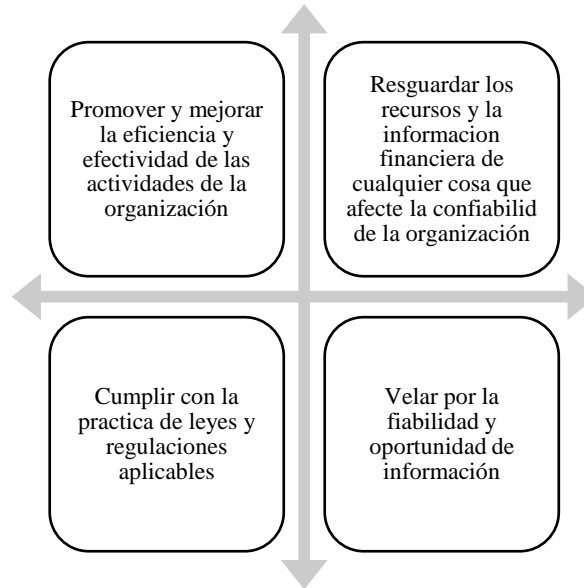 Promover y mejorar
la eficiencia y
efectividad de las
actividades de la
organización
Resguardar los
recursos y la
informacion
financiera de
cualquier cosa que
afecte la confiabilid
de la organización
Cumplir con la
practica de leyes y
regulaciones
aplicables
Velar por la
fiabilidad y
oportunidad de
información